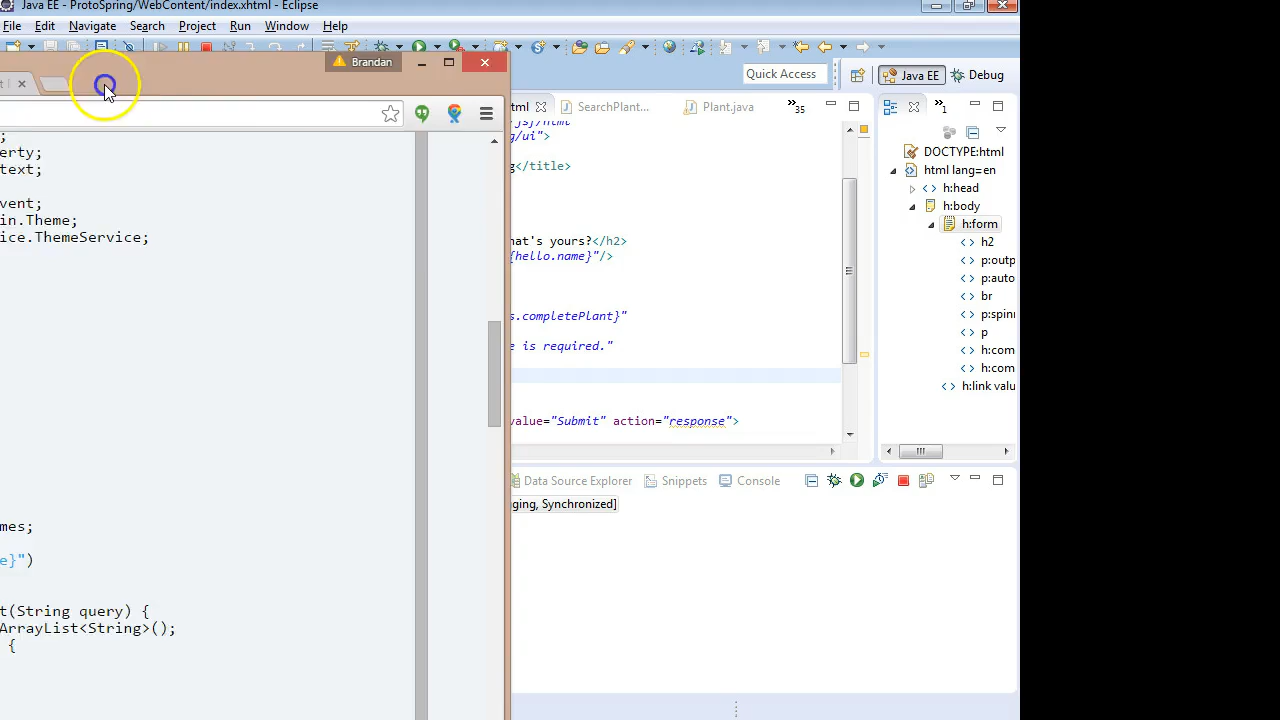 Java EE - ProtoSpring/WebContent/index.xhtml - Eclipse
File Edit Navigate Search Project Run Window Help
Brandan
Quick Access
Java EE
Debug
SearchPlant...
Plant.java
35
g/ui">
g</title>
hat's yours?</h2>
{hello.name}"/>
s.completePlant}"
e is required."
value="Submit" action="response">
DOCTYPE:html
html lang=en
h:head
h:body
h:form
h2
p:outp
p:auto
br
p:spin
p
h:com
h:com
h:link valu
Data Source Explorer
Snippets
Console
ging, Synchronized]
;
erty;
text;
vent;
in.Theme;
ice.ThemeService;
mes;
e}")
t(String query) {
ArrayList<String>();
{